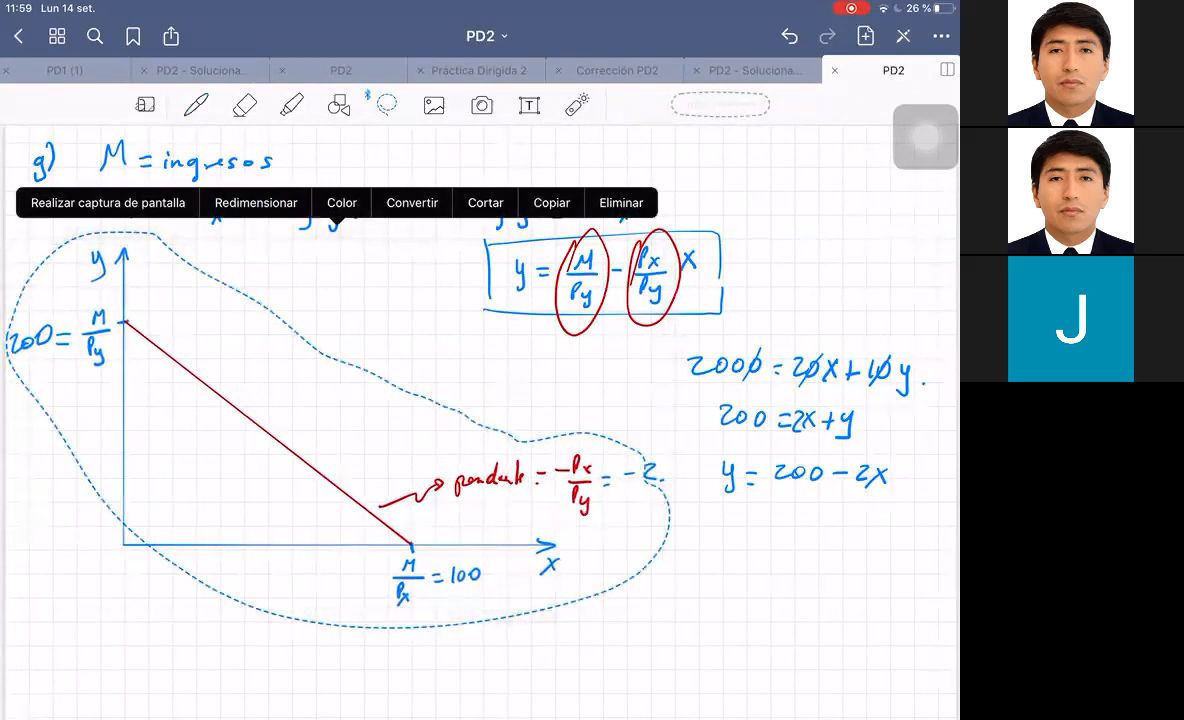 11:59 Lun 14 set.
26 %
PD2
PD1 (1)
PD2 - Soluciona...
PD2
Práctica Dirigida 2
Corrección PD2
PD2 - Soluciona...
PD2
T
g) M = ingresos
Realizar captura de pantalla Redimensionar Color Convertir Cortar Copiar Eliminar
y = M/Py - Px/Py x
y
200 = M/Py
2000 = 20x + 10y.
200 = 2x + y
y = 200 - 2x
pendiente = -Px/Py = -2.
x
M/Px = 100
J